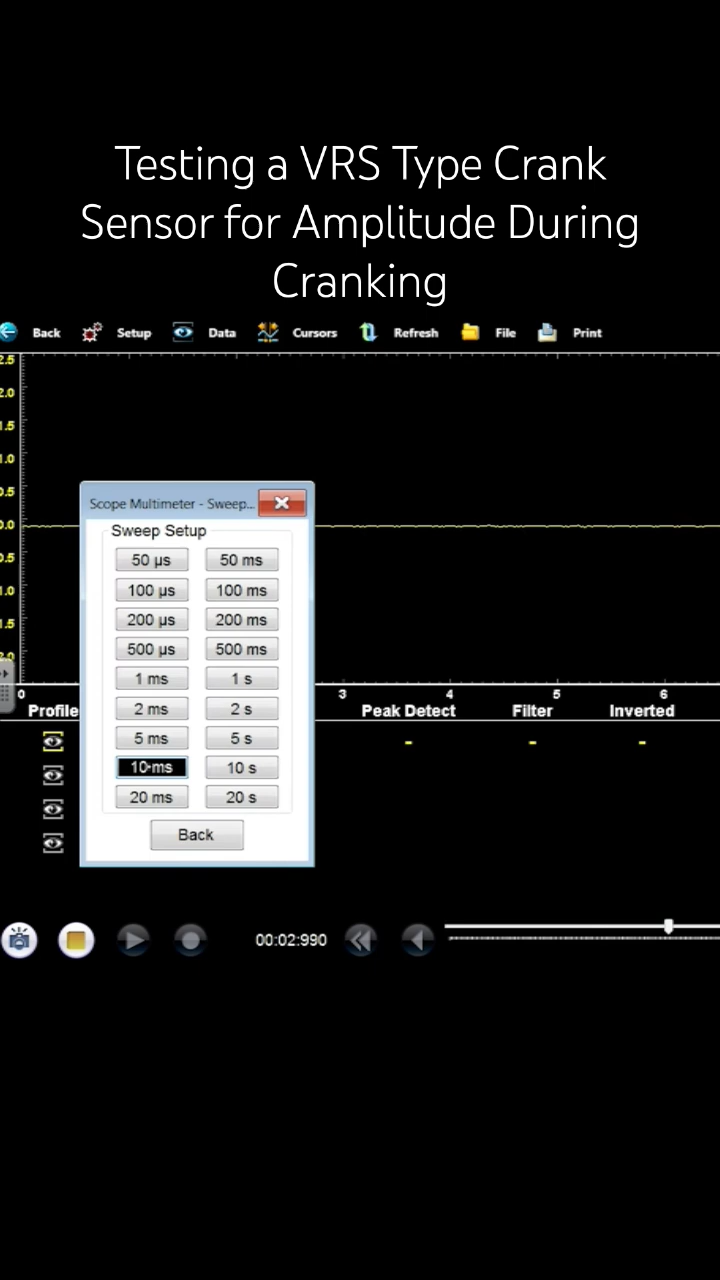 Testing a VRS Type Crank
Sensor for Amplitude During
Cranking
Back Setup Data Cursors Refresh File Print
2.5
2.0
1.5
1.0
0.5
0.0
0.5
1.0
1.5
2.0
Scope Multimeter - Sweep...
Sweep Setup
50 µs 50 ms
100 µs 100 ms
200 µs 200 ms
500 µs 500 ms
1 ms 1 s
2 ms 2 s
5 ms 5 s
10 ms 10 s
20 ms 20 s
Back
0 3 4 5 6
Profile Peak Detect Filter Inverted
- - -
00:02:990